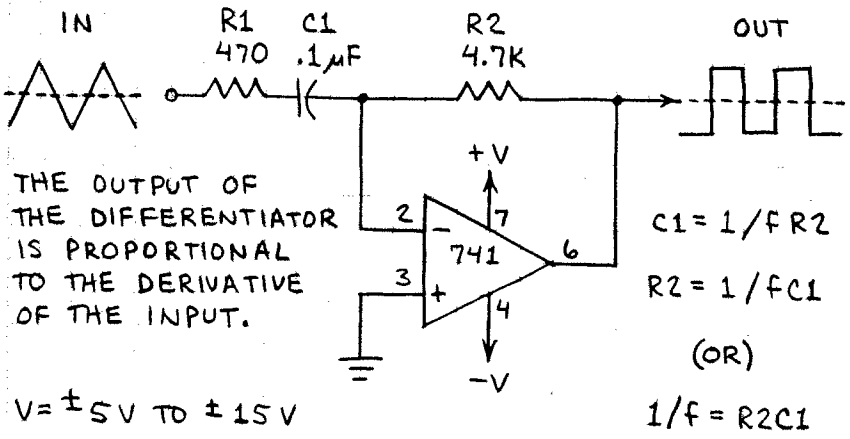 IN
R1
470
C1
.1µF
R2
4.7K
OUT
THE OUTPUT OF
THE DIFFERENTIATOR
IS PROPORTIONAL
TO THE DERIVATIVE
OF THE INPUT.
V= ±5V TO ±15V
+V
2
-
7
741
6
3
+
4
-V
C1=1/fR2
R2=1/fC1
(OR)
1/f=R2C1